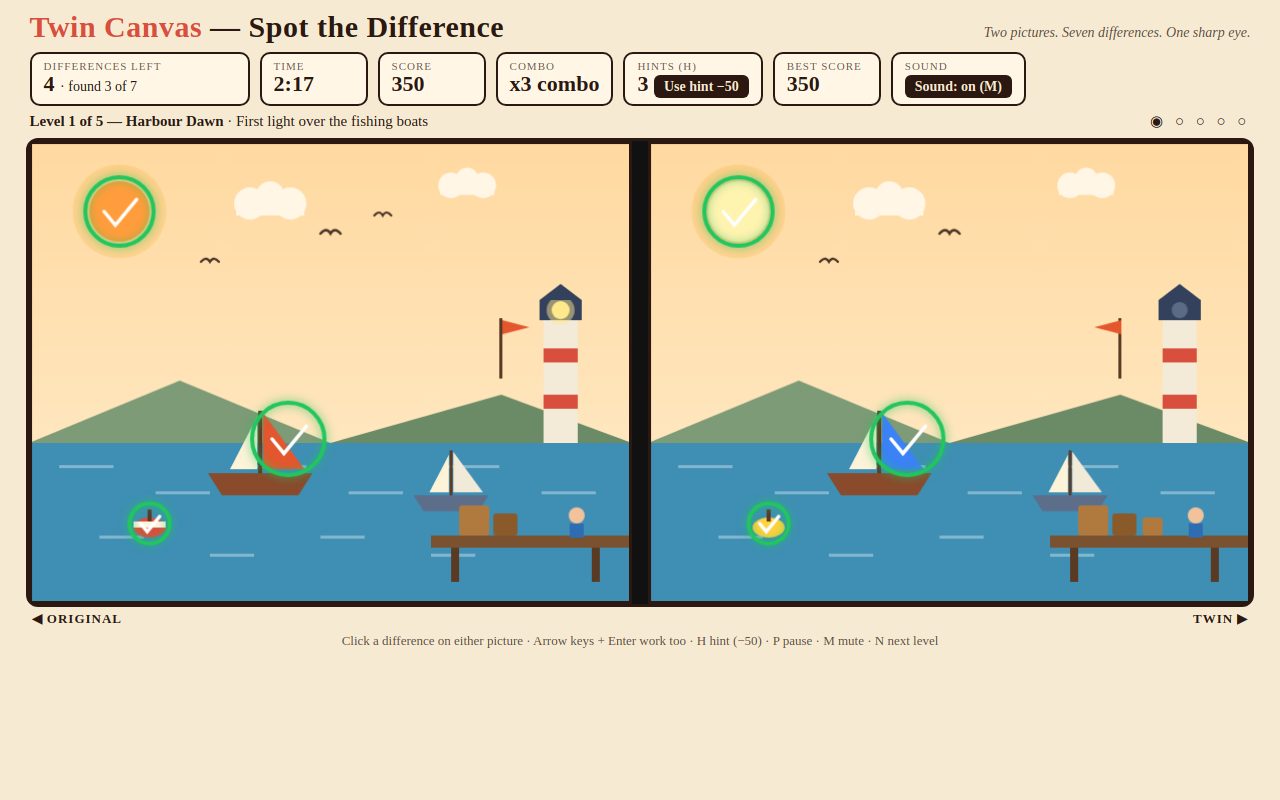 Twin Canvas — Spot the Difference
Two pictures. Seven differences. One sharp eye.
DIFFERENCES LEFT
4 · found 3 of 7
TIME
2:17
SCORE
350
COMBO
x3 combo
HINTS (H)
3 Use hint −50
BEST SCORE
350
SOUND
Sound: on (M)
Level 1 of 5 — Harbour Dawn · First light over the fishing boats
◀ ORIGINAL
TWIN ▶
Click a difference on either picture · Arrow keys + Enter work too · H hint (−50) · P pause · M mute · N next level